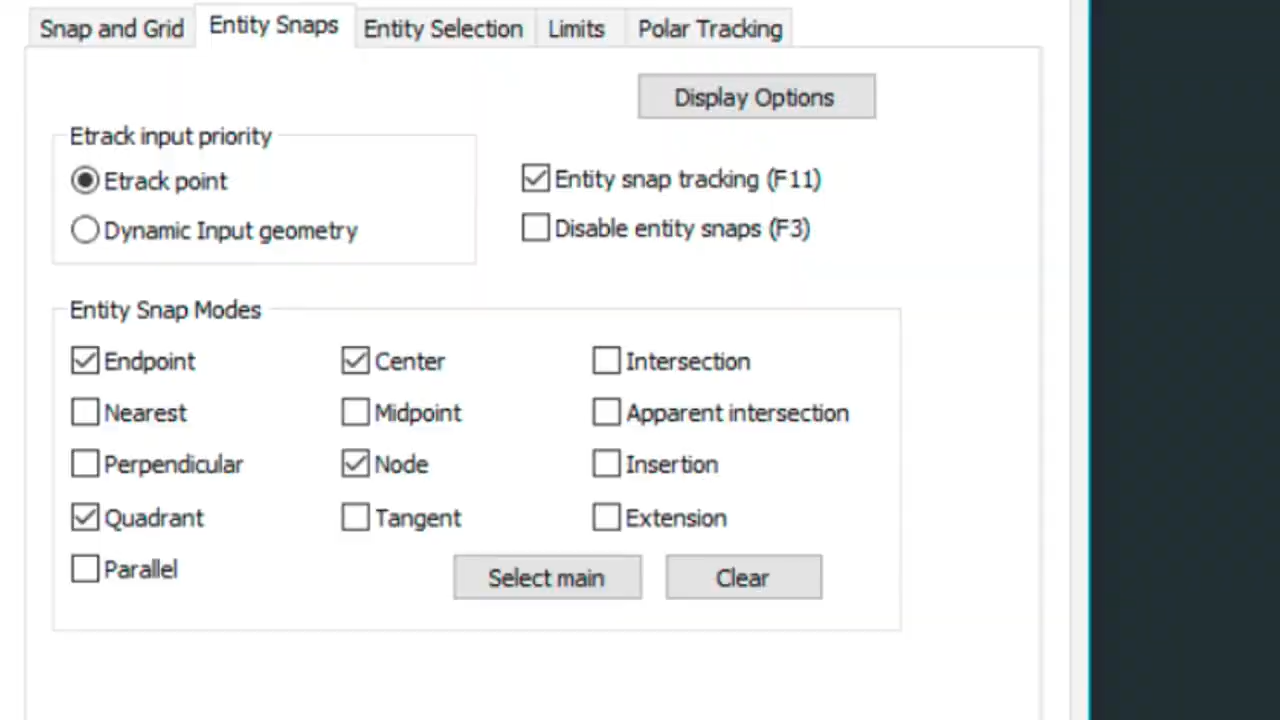 Snap and Grid Entity Snaps Entity Selection Limits Polar Tracking
Display Options
Etrack input priority
Etrack point
Dynamic Input geometry
Entity snap tracking (F11)
Disable entity snaps (F3)
Entity Snap Modes
Endpoint Center Intersection
Nearest Midpoint Apparent intersection
Perpendicular Node Insertion
Quadrant Tangent Extension
Parallel
Select main Clear